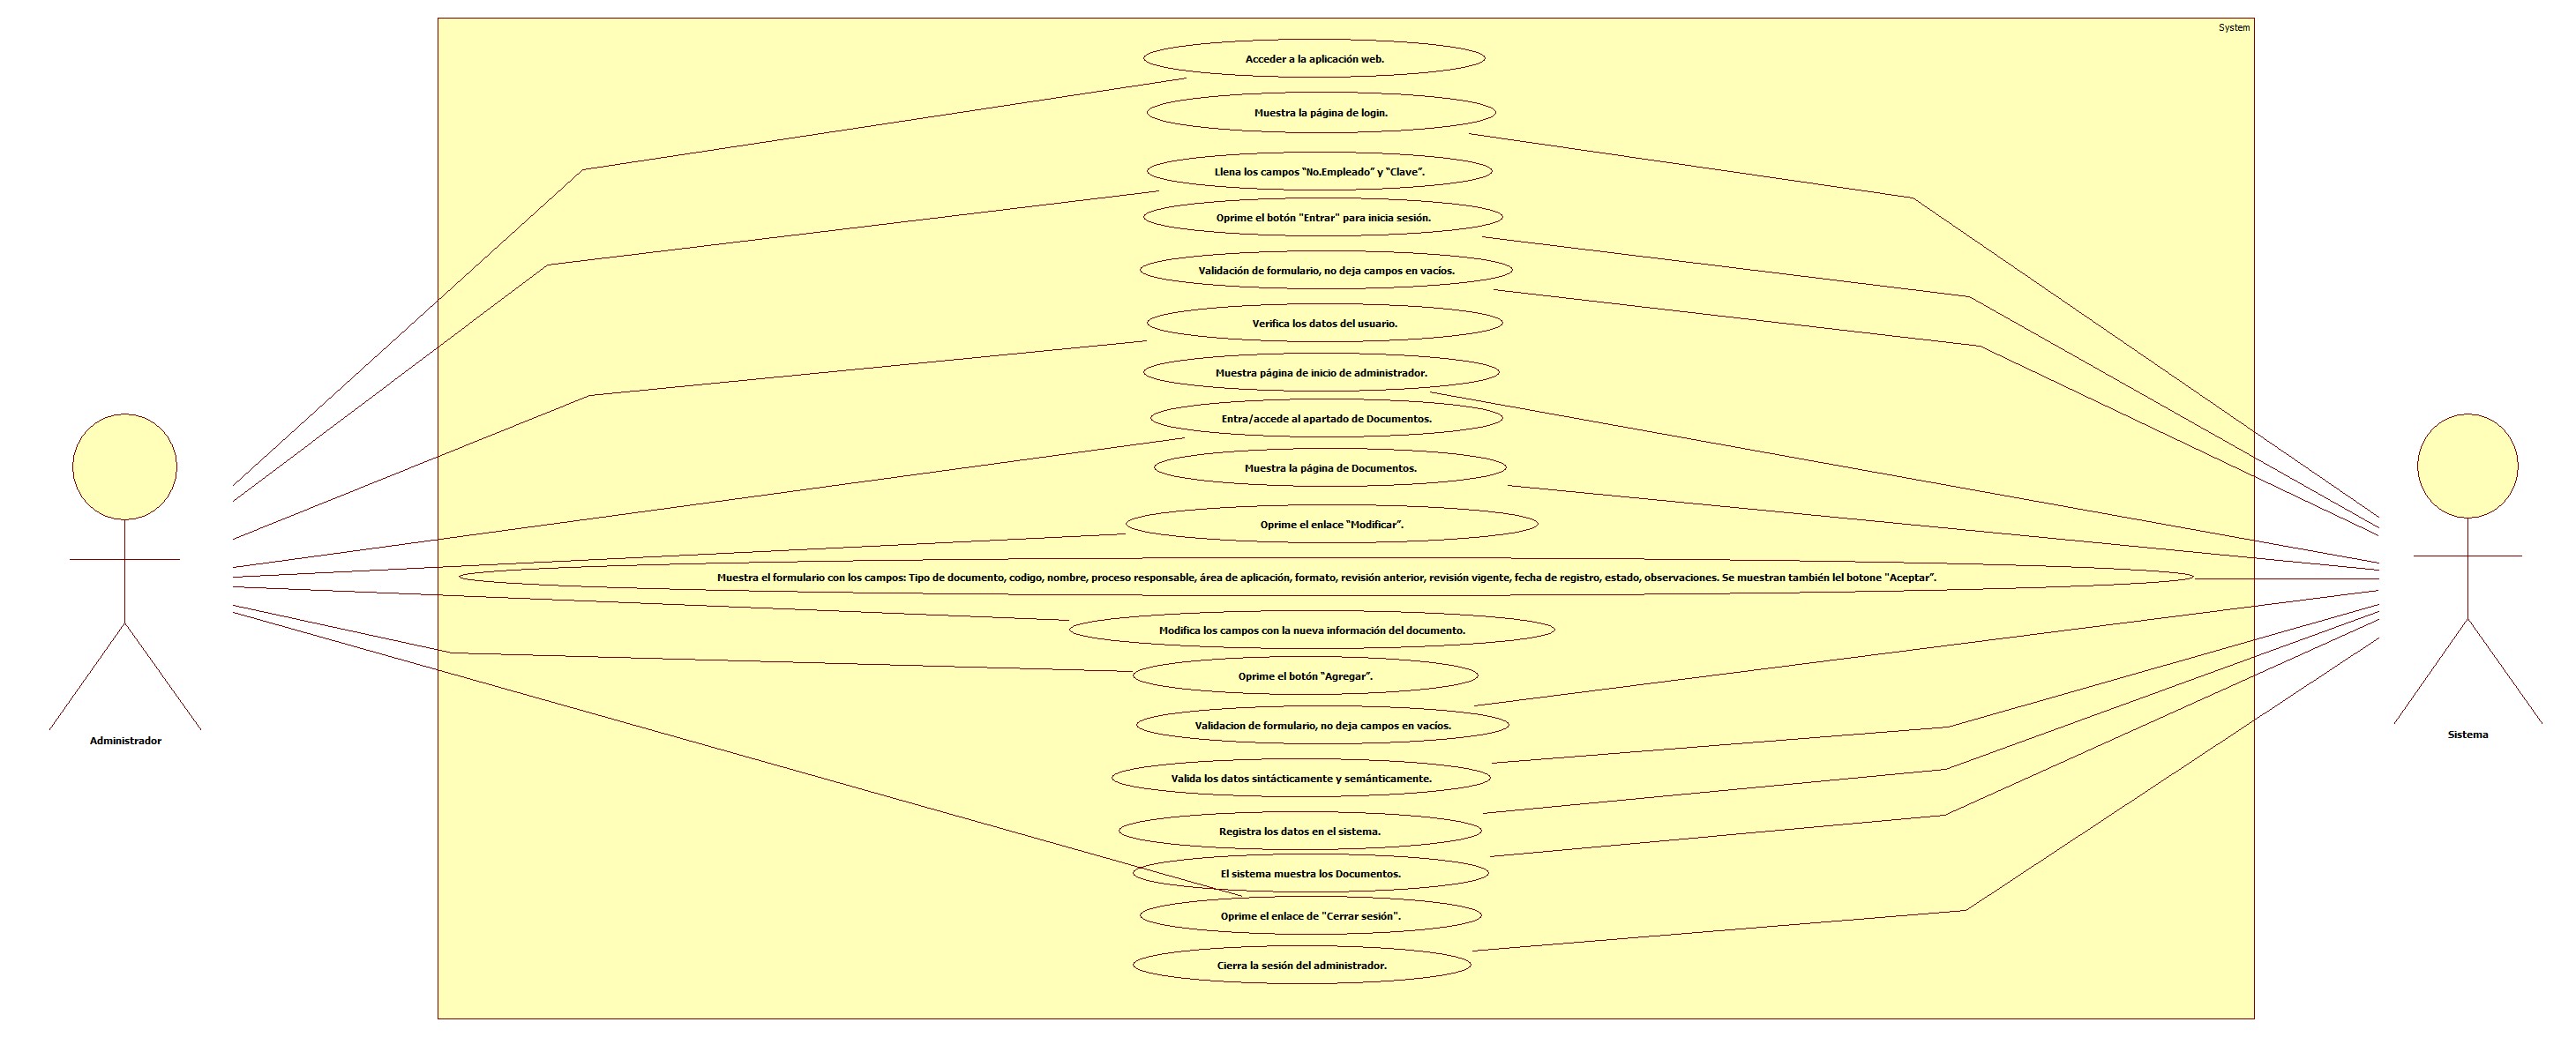 System
Acceder a la aplicación web.
Muestra la página de login.
Llena los campos “No.Empleado” y “Clave”.
Oprime el botón "Entrar" para inicia sesión.
Validación de formulario, no deja campos en vacíos.
Verifica los datos del usuario.
Muestra página de inicio de administrador.
Entra/accede al apartado de Documentos.
Muestra la página de Documentos.
Oprime el enlace “Modificar”.
Muestra el formulario con los campos: Tipo de documento, codigo, nombre, proceso responsable, área de aplicación, formato, revisión anterior, revisión vigente, fecha de registro, estado, observaciones. Se muestran también lel botone "Aceptar”.
Modifica los campos con la nueva información del documento.
Oprime el botón “Agregar”.
Validacion de formulario, no deja campos en vacíos.
Administrador
Sistema
Valida los datos sintácticamente y semánticamente.
Registra los datos en el sistema.
El sistema muestra los Documentos.
Oprime el enlace de "Cerrar sesión".
Cierra la sesión del administrador.